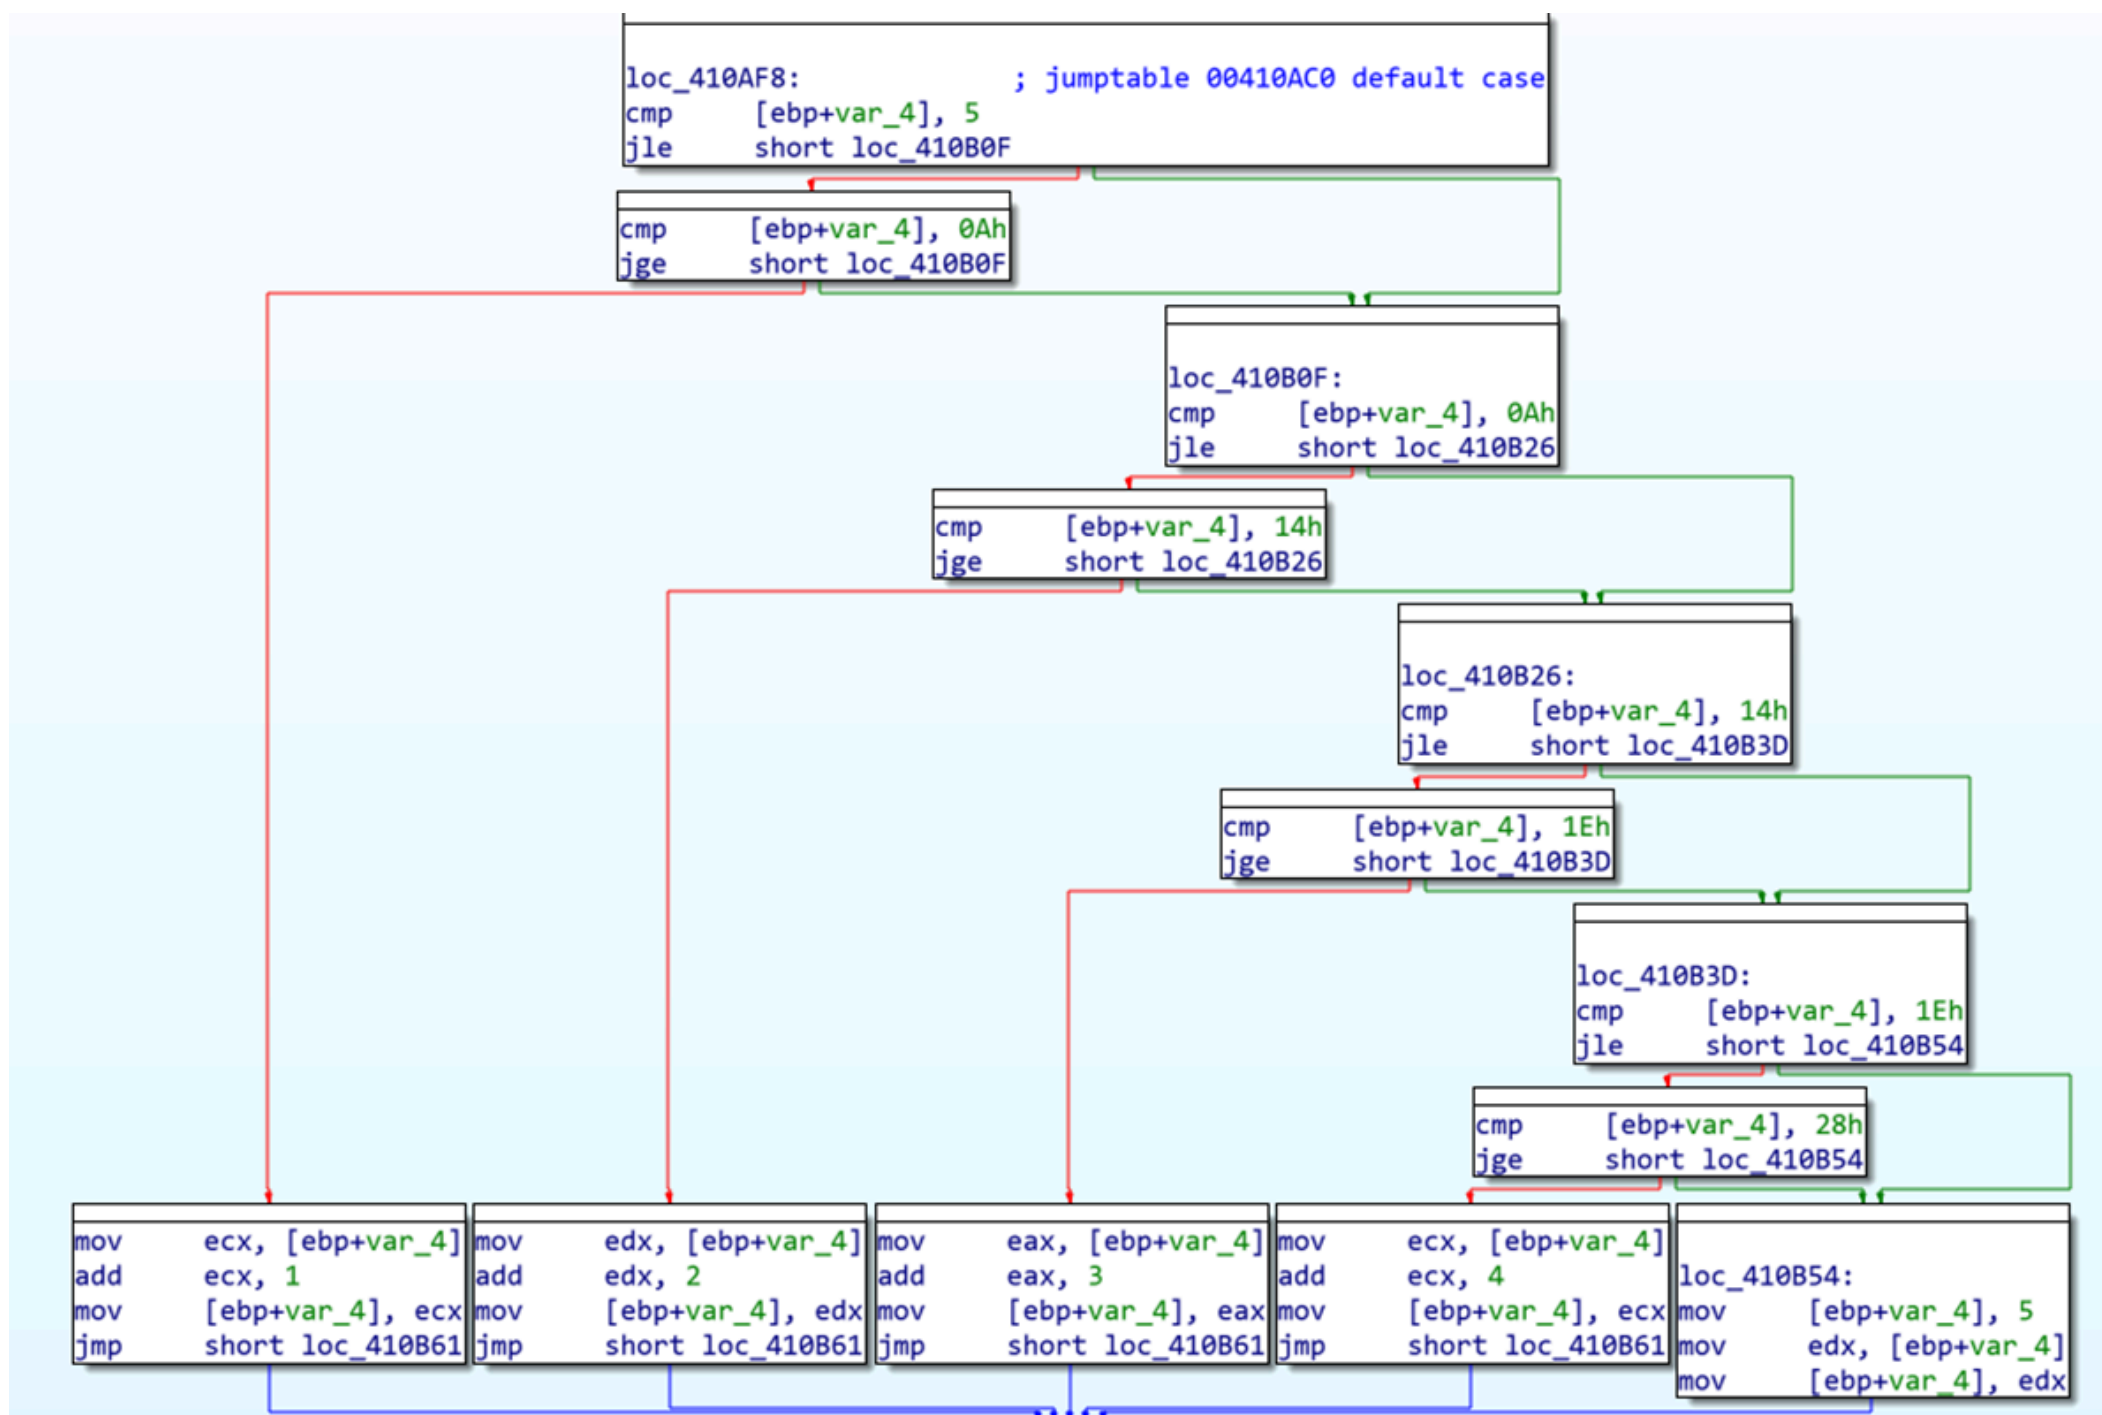 loc_410AF8: ; jumptable 00410AC0 default case
cmp [ebp+var_4], 5
jle short loc_410B0F
cmp [ebp+var_4], 0Ah
jge short loc_410B0F
loc_410B0F:
cmp [ebp+var_4], 0Ah
jle short loc_410B26
cmp [ebp+var_4], 14h
jge short loc_410B26
loc_410B26:
cmp [ebp+var_4], 14h
jle short loc_410B3D
cmp [ebp+var_4], 1Eh
jge short loc_410B3D
loc_410B3D:
cmp [ebp+var_4], 1Eh
jle short loc_410B54
cmp [ebp+var_4], 28h
jge short loc_410B54
mov ecx, [ebp+var_4]
add ecx, 1
mov [ebp+var_4], ecx
jmp short loc_410B61
mov edx, [ebp+var_4]
add edx, 2
mov [ebp+var_4], edx
jmp short loc_410B61
mov eax, [ebp+var_4]
add eax, 3
mov [ebp+var_4], eax
jmp short loc_410B61
mov ecx, [ebp+var_4]
add ecx, 4
mov [ebp+var_4], ecx
jmp short loc_410B61
loc_410B54:
mov [ebp+var_4], 5
mov edx, [ebp+var_4]
mov [ebp+var_4], edx